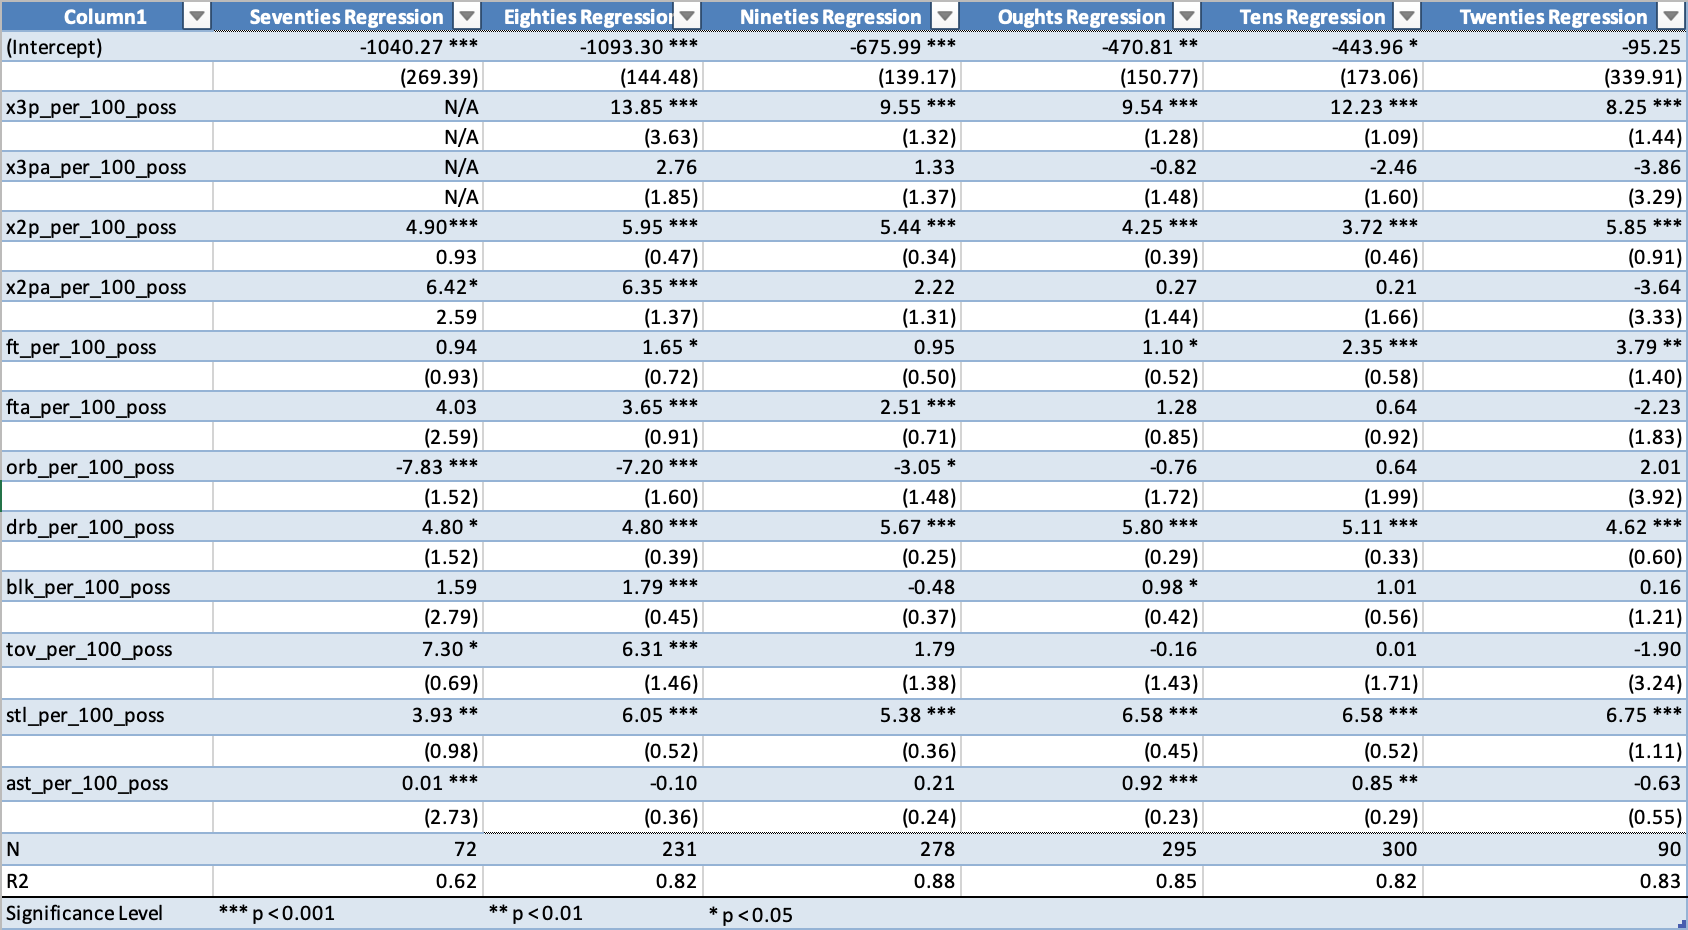 Column1 Seventies Regression Eighties Regression Nineties Regression Oughts Regression Tens Regression Twenties Regression
(Intercept) -1040.27 *** -1093.30 *** -675.99 *** -470.81 ** -443.96 * -95.25
(269.39) (144.48) (139.17) (150.77) (173.06) (339.91)
x3p_per_100_poss N/A 13.85 *** 9.55 *** 9.54 *** 12.23 *** 8.25 ***
N/A (3.63) (1.32) (1.28) (1.09) (1.44)
x3pa_per_100_poss N/A 2.76 1.33 -0.82 -2.46 -3.86
N/A (1.85) (1.37) (1.48) (1.60) (3.29)
x2p_per_100_poss 4.90*** 5.95 *** 5.44 *** 4.25 *** 3.72 *** 5.85 ***
0.93 (0.47) (0.34) (0.39) (0.46) (0.91)
x2pa_per_100_poss 6.42* 6.35 *** 2.22 0.27 0.21 -3.64
2.59 (1.37) (1.31) (1.44) (1.66) (3.33)
ft_per_100_poss 0.94 1.65 * 0.95 1.10 * 2.35 *** 3.79 **
(0.93) (0.72) (0.50) (0.52) (0.58) (1.40)
fta_per_100_poss 4.03 3.65 *** 2.51 *** 1.28 0.64 -2.23
(2.59) (0.91) (0.71) (0.85) (0.92) (1.83)
orb_per_100_poss -7.83 *** -7.20 *** -3.05 * -0.76 0.64 2.01
(1.52) (1.60) (1.48) (1.72) (1.99) (3.92)
drb_per_100_poss 4.80 * 4.80 *** 5.67 *** 5.80 *** 5.11 *** 4.62 ***
(1.52) (0.39) (0.25) (0.29) (0.33) (0.60)
blk_per_100_poss 1.59 1.79 *** -0.48 0.98 * 1.01 0.16
(2.79) (0.45) (0.37) (0.42) (0.56) (1.21)
tov_per_100_poss 7.30 * 6.31 *** 1.79 -0.16 0.01 -1.90
(0.69) (1.46) (1.38) (1.43) (1.71) (3.24)
stl_per_100_poss 3.93 ** 6.05 *** 5.38 *** 6.58 *** 6.58 *** 6.75 ***
(0.98) (0.52) (0.36) (0.45) (0.52) (1.11)
ast_per_100_poss 0.01 *** -0.10 0.21 0.92 *** 0.85 ** -0.63
(2.73) (0.36) (0.24) (0.23) (0.29) (0.55)
N 72 231 278 295 300 90
R2 0.62 0.82 0.88 0.85 0.82 0.83
Significance Level *** p < 0.001 ** p < 0.01 * p < 0.05